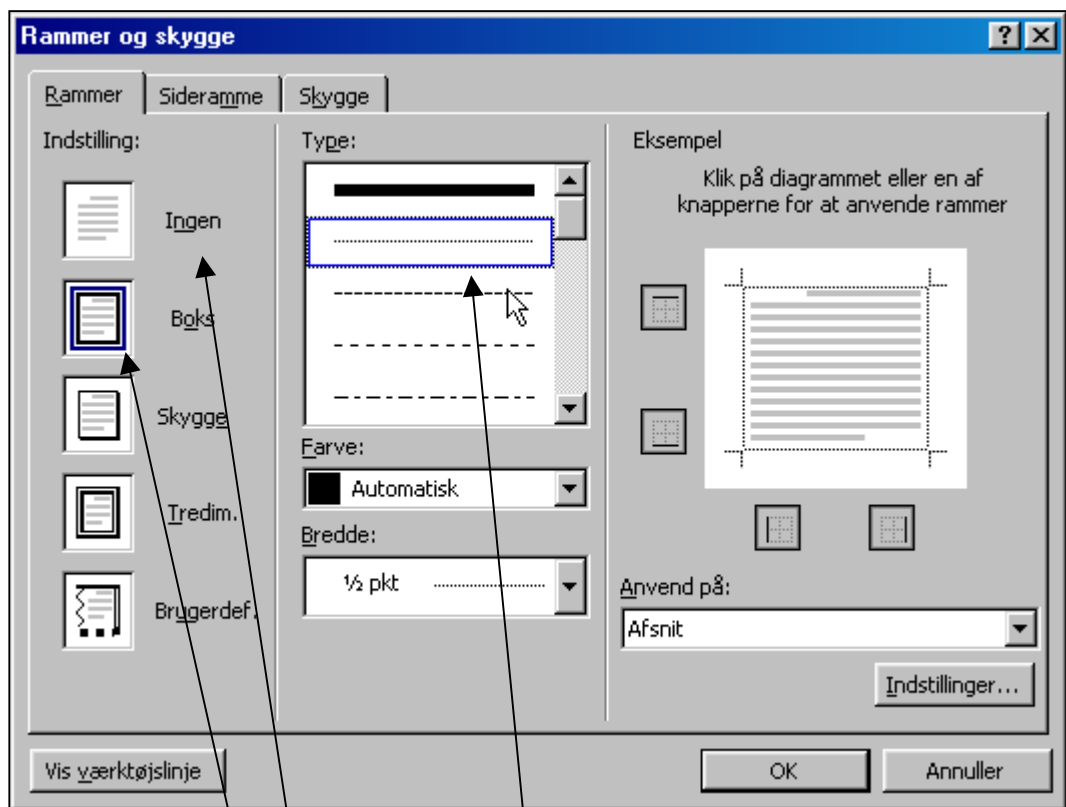 Rammer og skygge
Rammer
Sideramme
Skygge
Indstilling:
Ingen
Boks
Skygge
Tredim.
Brugerdef.
Type:
Farve:
Automatisk
Bredde:
½ pkt
Eksempel
Klik på diagrammet eller en af
knapperne for at anvende rammer
Anvend på:
Afsnit
Indstillinger...
Vis værktøjslinje
OK
Annuller